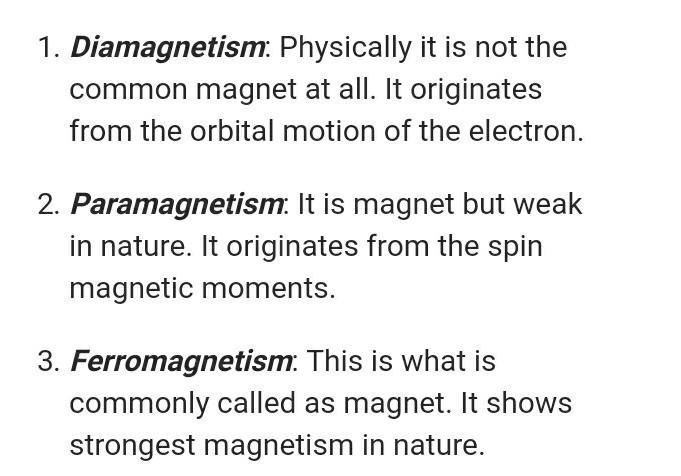 1. Diamagnetism: Physically it is not the
common magnet at all. It originates
from the orbital motion of the electron.
2. Paramagnetism: It is magnet but weak
in nature. It originates from the spin
magnetic moments.
3. Ferromagnetism: This is what is
commonly called as magnet. It shows
strongest magnetism in nature.